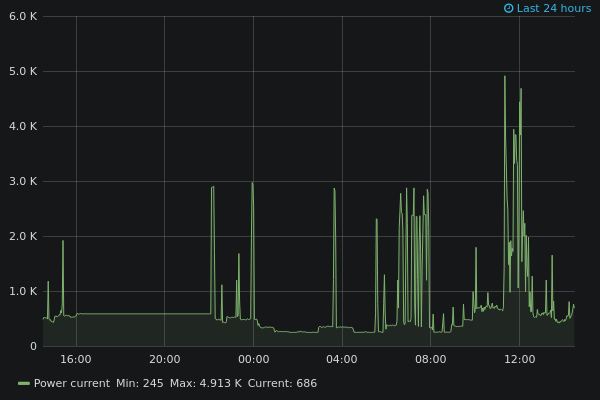 Last 24 hours
6.0 K
5.0 K
4.0 K
3.0 K
2.0 K
1.0 K
0
16:00 20:00 00:00 04:00 08:00 12:00
Power current Min: 245 Max: 4.913 K Current: 686